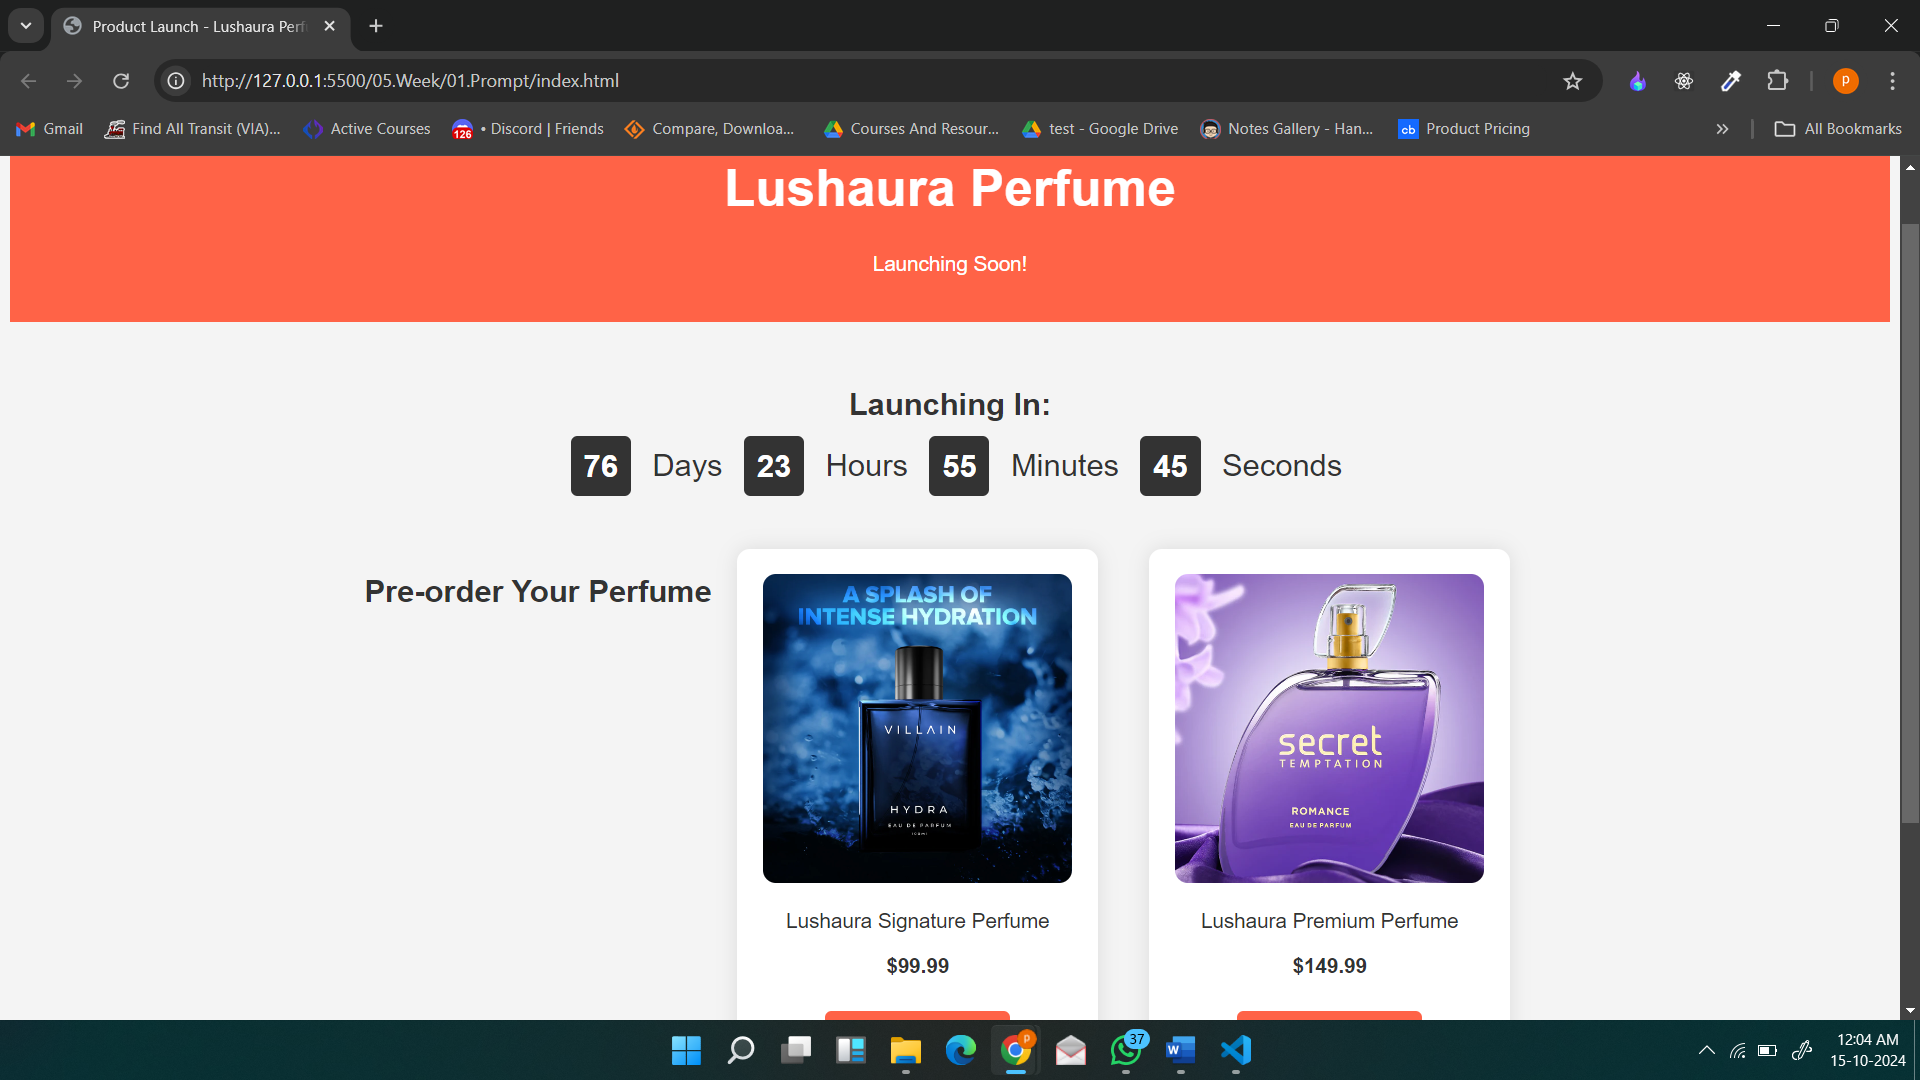 Product Launch - Lushaura Perf
http://127.0.0.1:5500/05.Week/01.Prompt/index.html
p
Gmail
Find All Transit (VIA)...
Active Courses
126
• Discord | Friends
Compare, Downloa...
Courses And Resour...
test - Google Drive
Notes Gallery - Han...
cb
Product Pricing
All Bookmarks
Lushaura Perfume
Launching Soon!
Launching In:
76 Days 23 Hours 55 Minutes 45 Seconds
Pre-order Your Perfume
A SPLASH OF
INTENSE HYDRATION
VILLAIN
HYDRA
EAU DE PARFUM
secret
TEMPTATION
ROMANCE
EAU DE PARFUM
Lushaura Signature Perfume
$99.99
Lushaura Premium Perfume
$149.99
p
37
W
12:04 AM
15-10-2024